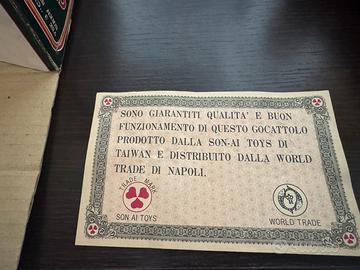 SONO GIARANTITI QUALITA' E BUON
FUNZIONAMENTO DI QUESTO GOCATTOLO
PRODOTTO DALLA SON-AI TOYS DI
TAIWAN E DISTRIBUITO DALLA WORLD
TRADE DI NAPOLI.
TRADE MARK
SON AI TOYS
WORLD TRADE